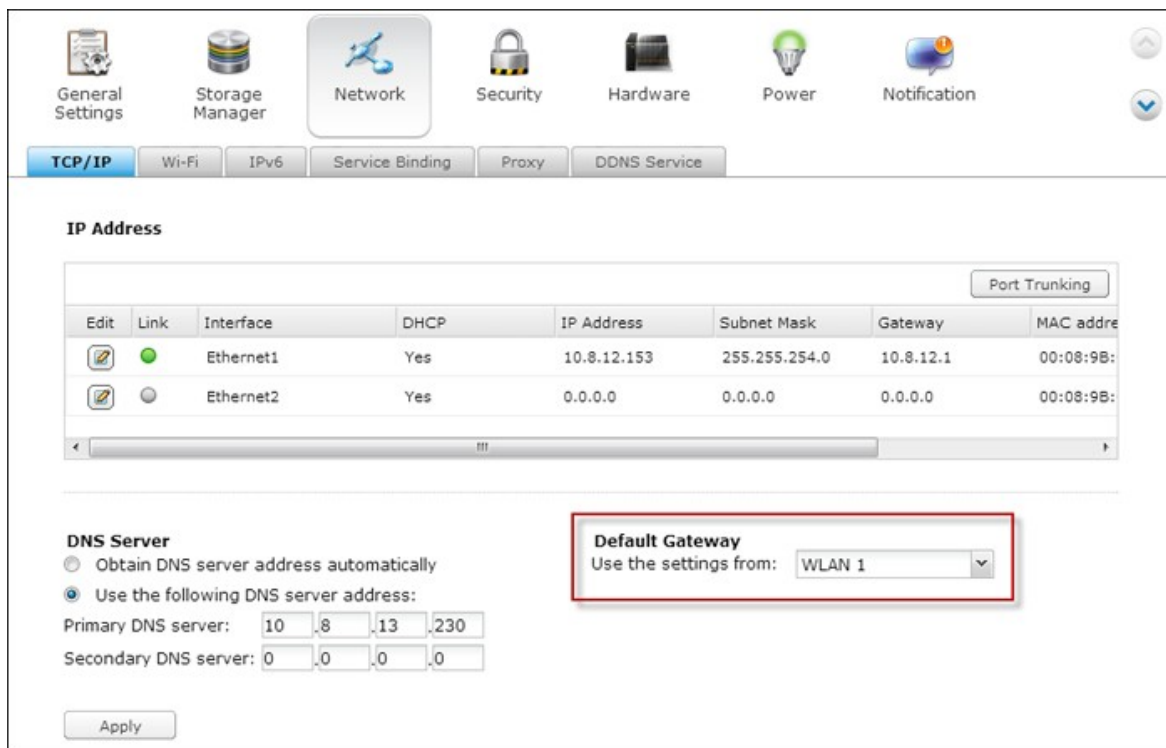 General Settings
Storage Manager
Network
Security
Hardware
Power
Notification
TCP/IP Wi-Fi IPv6 Service Binding Proxy DDNS Service
IP Address
Port Trunking
Edit Link Interface DHCP IP Address Subnet Mask Gateway MAC addre
Ethernet1 Yes 10.8.12.153 255.255.254.0 10.8.12.1 00:08:9B:
Ethernet2 Yes 0.0.0.0 0.0.0.0 0.0.0.0 00:08:9B:
DNS Server
Obtain DNS server address automatically
Use the following DNS server address:
Primary DNS server: 10 .8 .13 .230
Secondary DNS server: 0 .0 .0 .0
Default Gateway
Use the settings from: WLAN 1
Apply